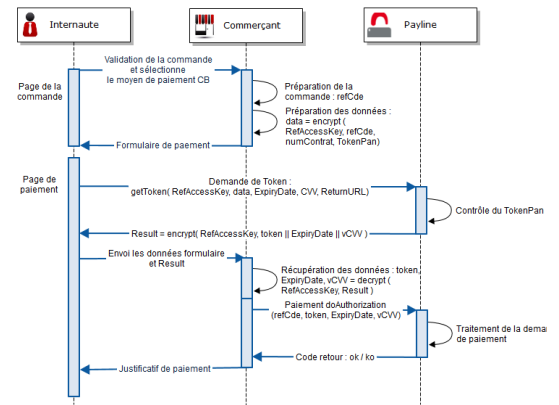 Internaute
Commerçant
Payline
Validation de la commande
et sélectionne
le moyen de paiement CB
Page de la
commande
Préparation de la
commande : refCde
Préparation des données :
data = encrypt (
RefAccessKey, refCde,
numContrat, TokenPan)
Formulaire de paiement
Page de
paiement
Demande de Token :
getToken( RefAccessKey, data, ExpiryDate, CVV, ReturnURL)
Contrôle du TokenPan
Result = encrypt( RefAccessKey, token || ExpiryDate || vCVV )
Envoi les données formulaire
et Result
Récupération des données : token,
ExpiryDate, vCVV = decrypt (
RefAccessKey, Result )
Paiement doAuthorization
(refCde, token, ExpiryDate, vCVV)
Traitement de la dema
de paiement
Code retour : ok / ko
Justificatif de paiement